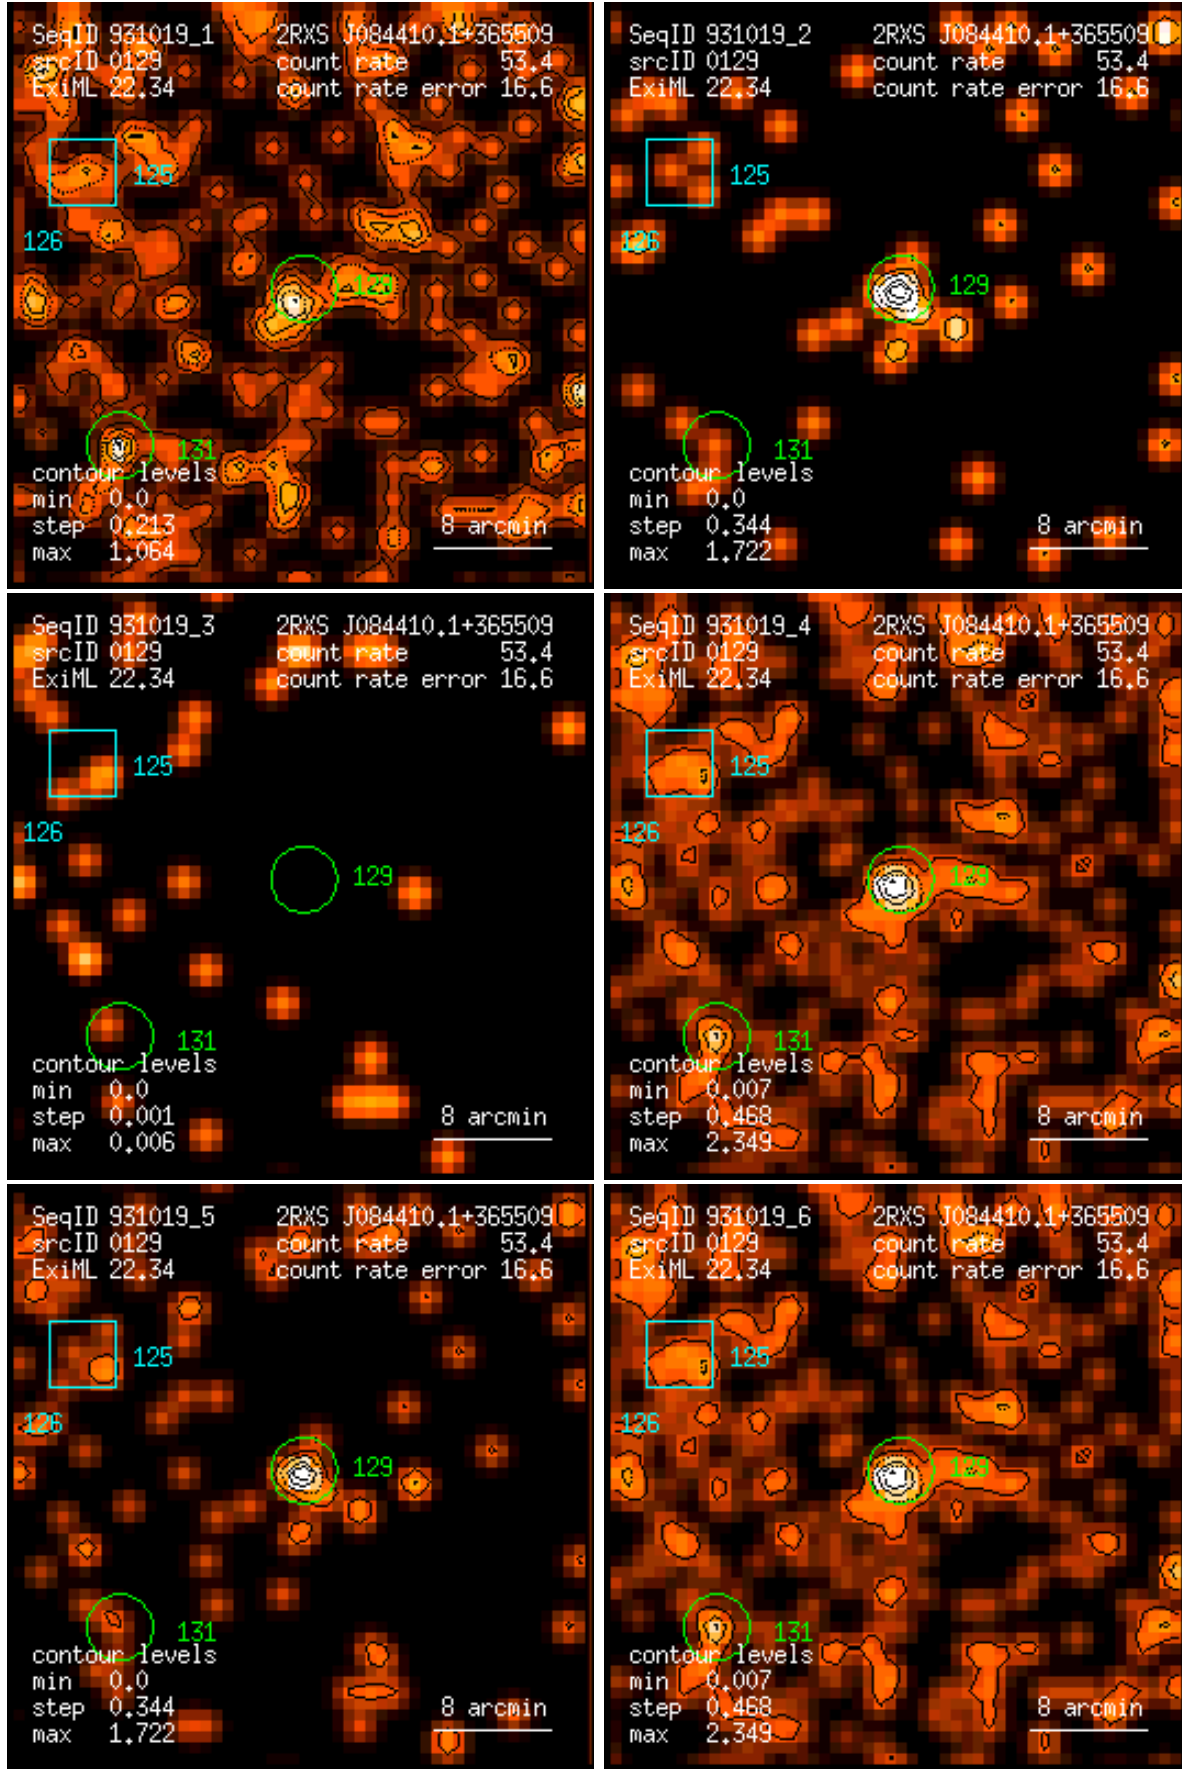 SeqID 931019_1 2RXS J084410.1+365509
srcID 0129 count rate 53.4
ExiML 22.34 count rate error 16.6
125
126
129
131
contour levels
min 0.0
step 0.213 8 arcmin
max 1.064
SeqID 931019_2 2RXS J084410.1+365509
srcID 0129 count rate 53.4
ExiML 22.34 count rate error 16.6
125
126
129
131
contour levels
min 0.0
step 0.344 8 arcmin
max 1.722
SeqID 931019_3 2RXS J084410.1+365509
srcID 0129 count rate 53.4
ExiML 22.34 count rate error 16.6
125
126
129
131
contour levels
min 0.0
step 0.001 8 arcmin
max 0.006
SeqID 931019_4 2RXS J084410.1+365509
srcID 0129 count rate 53.4
ExiML 22.34 count rate error 16.6
125
126
129
131
contour levels
min 0.007
step 0.468 8 arcmin
max 2.349
SeqID 931019_5 2RXS J084410.1+365509
srcID 0129 count rate 53.4
ExiML 22.34 count rate error 16.6
125
126
129
131
contour levels
min 0.0
step 0.344 8 arcmin
max 1.722
SeqID 931019_6 2RXS J084410.1+365509
srcID 0129 count rate 53.4
ExiML 22.34 count rate error 16.6
125
126
129
131
contour levels
min 0.007
step 0.468 8 arcmin
max 2.349